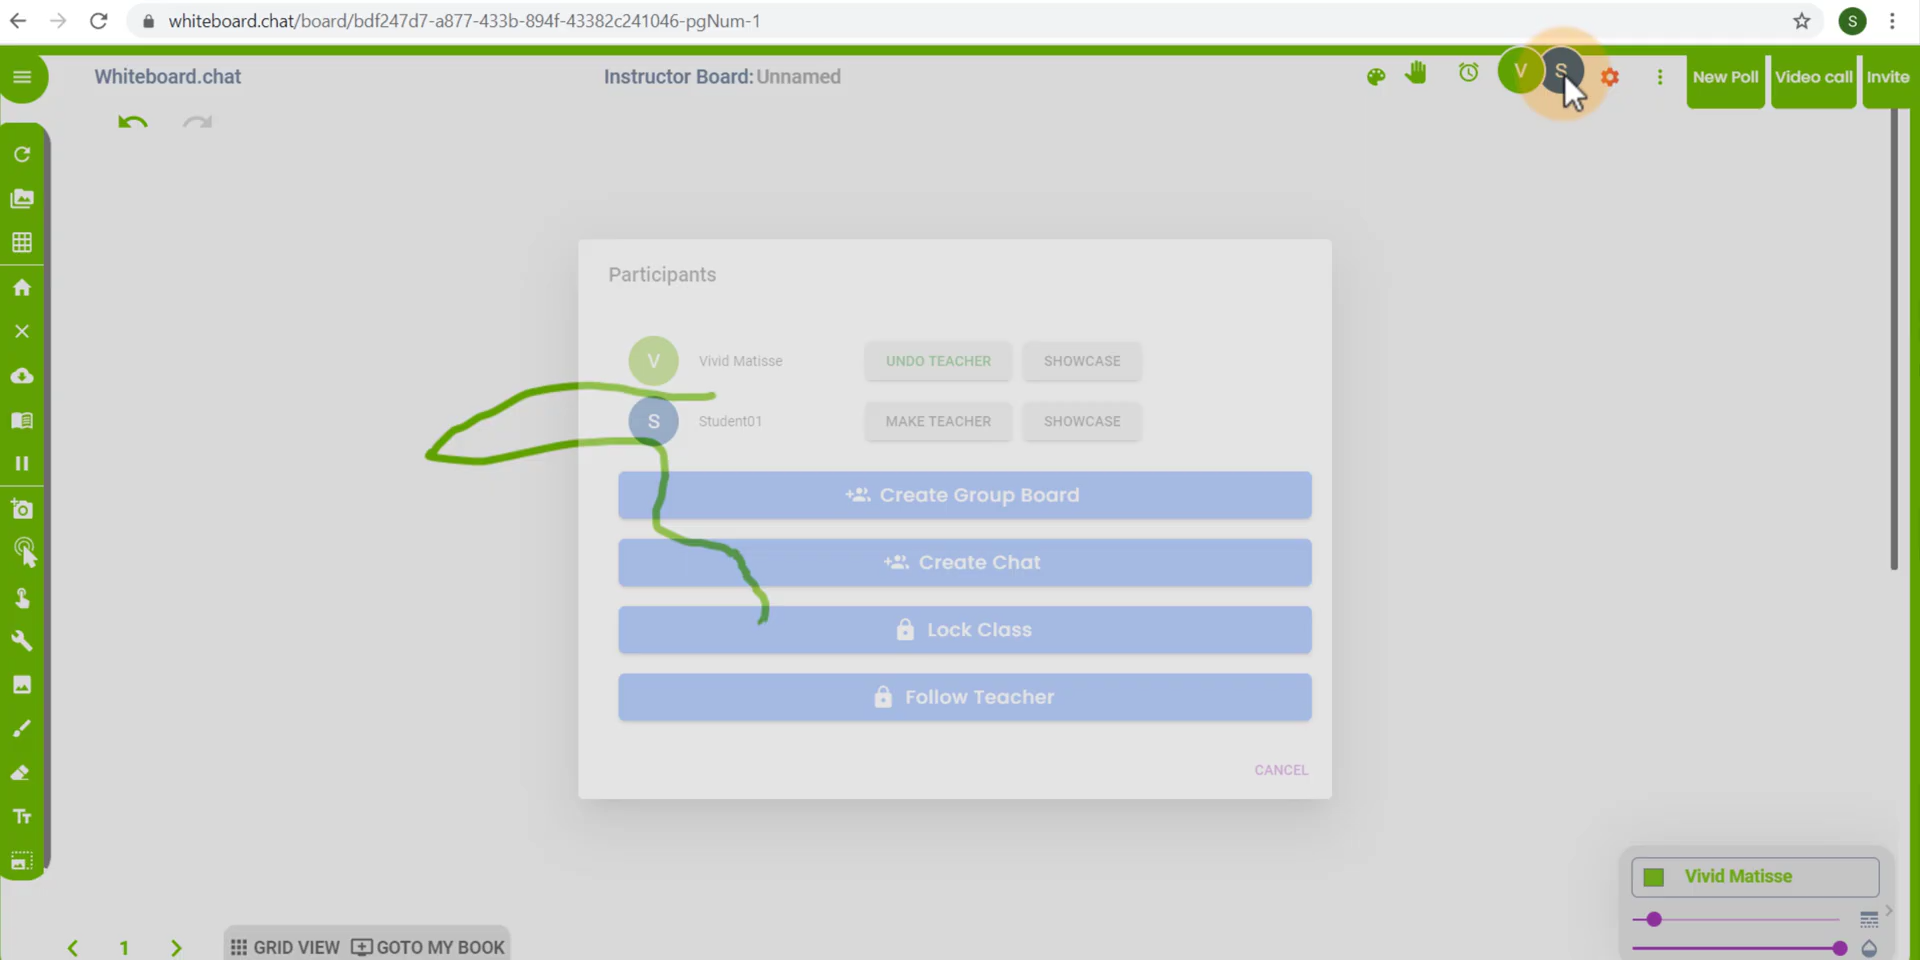 whiteboard.chat/board/bdf247d7-a877-433b-894f-43382c241046-pgNum-1
S
Whiteboard.chat
Instructor Board: Unnamed
V
S
New Poll
Video call
Invite
Participants
V Vivid Matisse UNDO TEACHER SHOWCASE
S Student01 MAKE TEACHER SHOWCASE
Create Group Board
Create Chat
Lock Class
Follow Teacher
CANCEL
Tт
Vivid Matisse
1
GRID VIEW GOTO MY BOOK